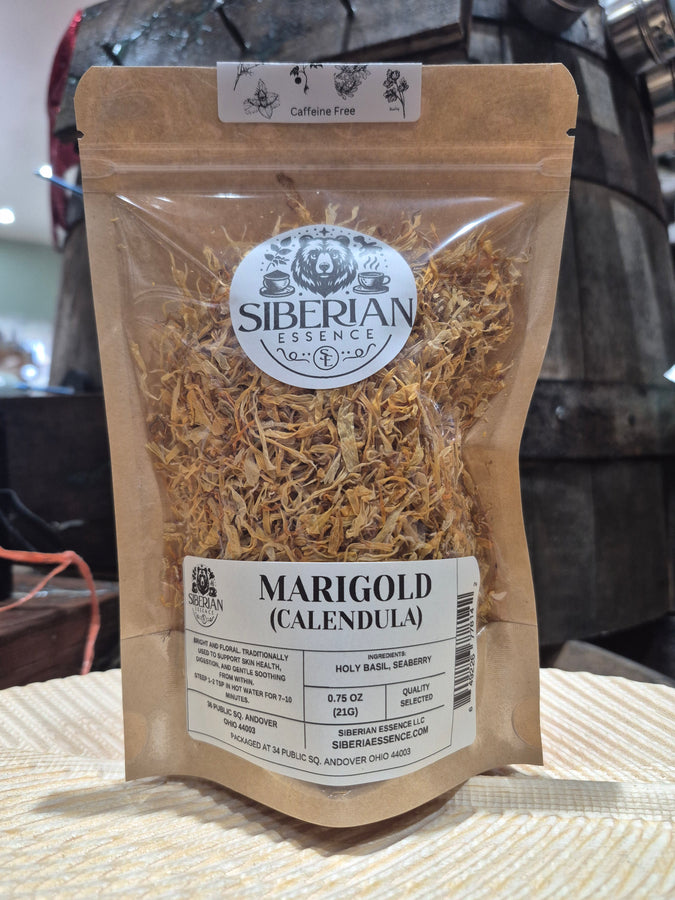 Caffeine Free
SIBERIAN
ESSENCE
SE
SIBERIAN
ESSENCE
MARIGOLD
(CALENDULA)
BRIGHT AND FLORAL. TRADITIONALLY
USED TO SUPPORT SKIN HEALTH,
DIGESTION, AND GENTLE SOOTHING
FROM WITHIN.
STEEP 1-2 TSP IN HOT WATER FOR 7-10
MINUTES.
INGREDIENTS:
HOLY BASIL, SEABERRY
0.75 OZ
(21G)
QUALITY
SELECTED
36 PUBLIC SQ. ANDOVER
OHIO 44003
SIBERIAN ESSENCE LLC
SIBERIAESSENCE.COM
PACKAGED AT 34 PUBLIC SQ. ANDOVER OHIO 44003